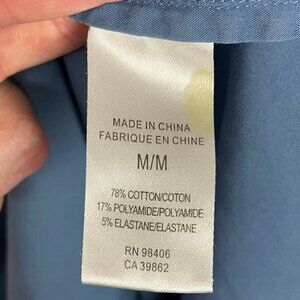 MADE IN CHINA
FABRIQUE EN CHINE
M/M
78% COTTON/COTON
17% POLYAMIDE/POLYAMIDE
5% ELASTANE/ELASTANE
RN 98406
CA 39862